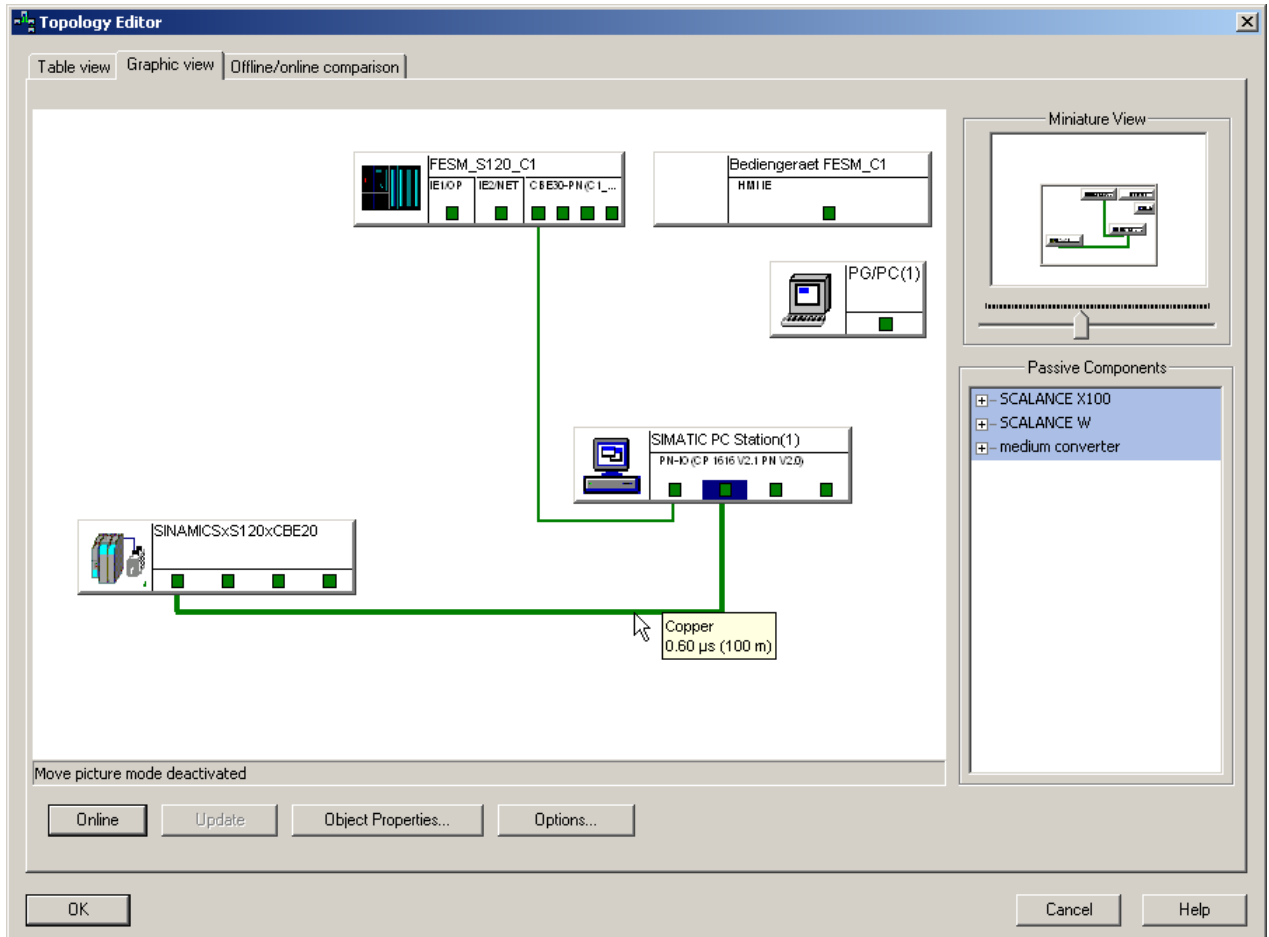 Topology Editor
Table view
Graphic view
Offline/online comparison
FESM_S120_C1
IE1/OP
IE2/NET
CBE30-PN(C1_...
Bediengeraet FESM_C1
HMI IE
PG/PC(1)
SIMATIC PC Station(1)
PN-IO (CP 1616 V2.1 PN V2.0)
SINAMICSxS120xCBE20
Copper
0.60 µs (100 m)
Miniature View
Passive Components
SCALANCE X100
SCALANCE W
medium converter
Move picture mode deactivated
Online
Update
Object Properties...
Options...
OK
Cancel
Help